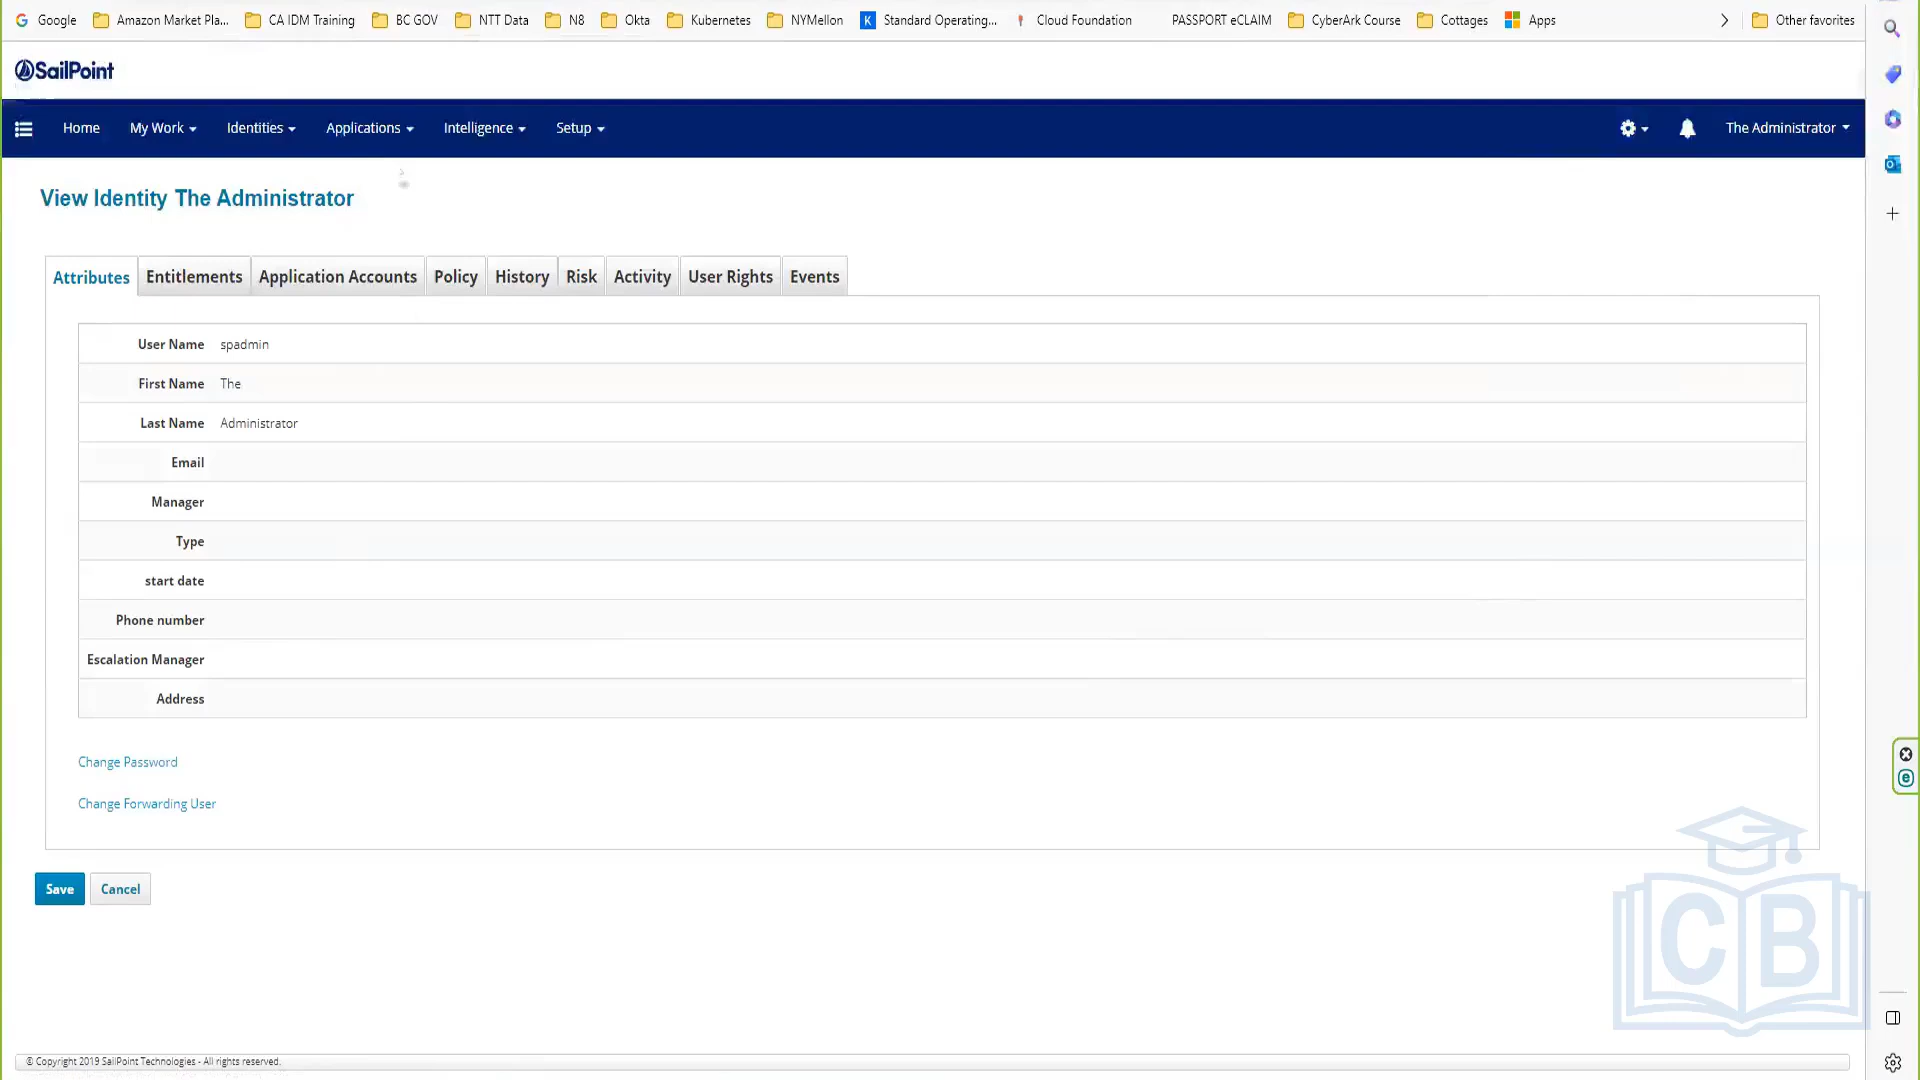 Google Amazon Market Pla... CA IDM Training BC GOV NTT Data N8 Okta Kubernetes NYMellon Standard Operating... Cloud Foundation PASSPORT eCLAIM CyberArk Course Cottages Apps Other favorites
SailPoint
Home My Work Identities Applications Intelligence Setup The Administrator
View Identity The Administrator
Attributes Entitlements Application Accounts Policy History Risk Activity User Rights Events
User Name spadmin
First Name The
Last Name Administrator
Email
Manager
Type
start date
Phone number
Escalation Manager
Address
Change Password
Change Forwarding User
Save Cancel
CB
© Copyright 2019 SailPoint Technologies - All rights reserved.